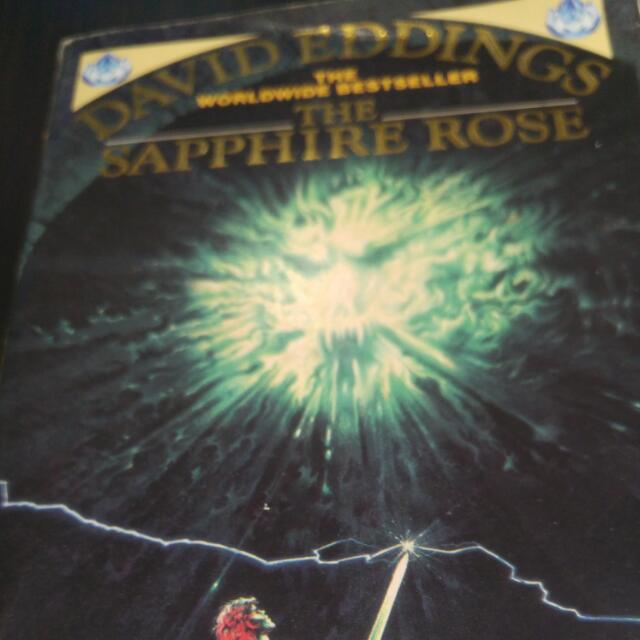 DAVID EDDINGS
THE
WORLDWIDE BESTSELLER
THE
SAPPHIRE ROSE